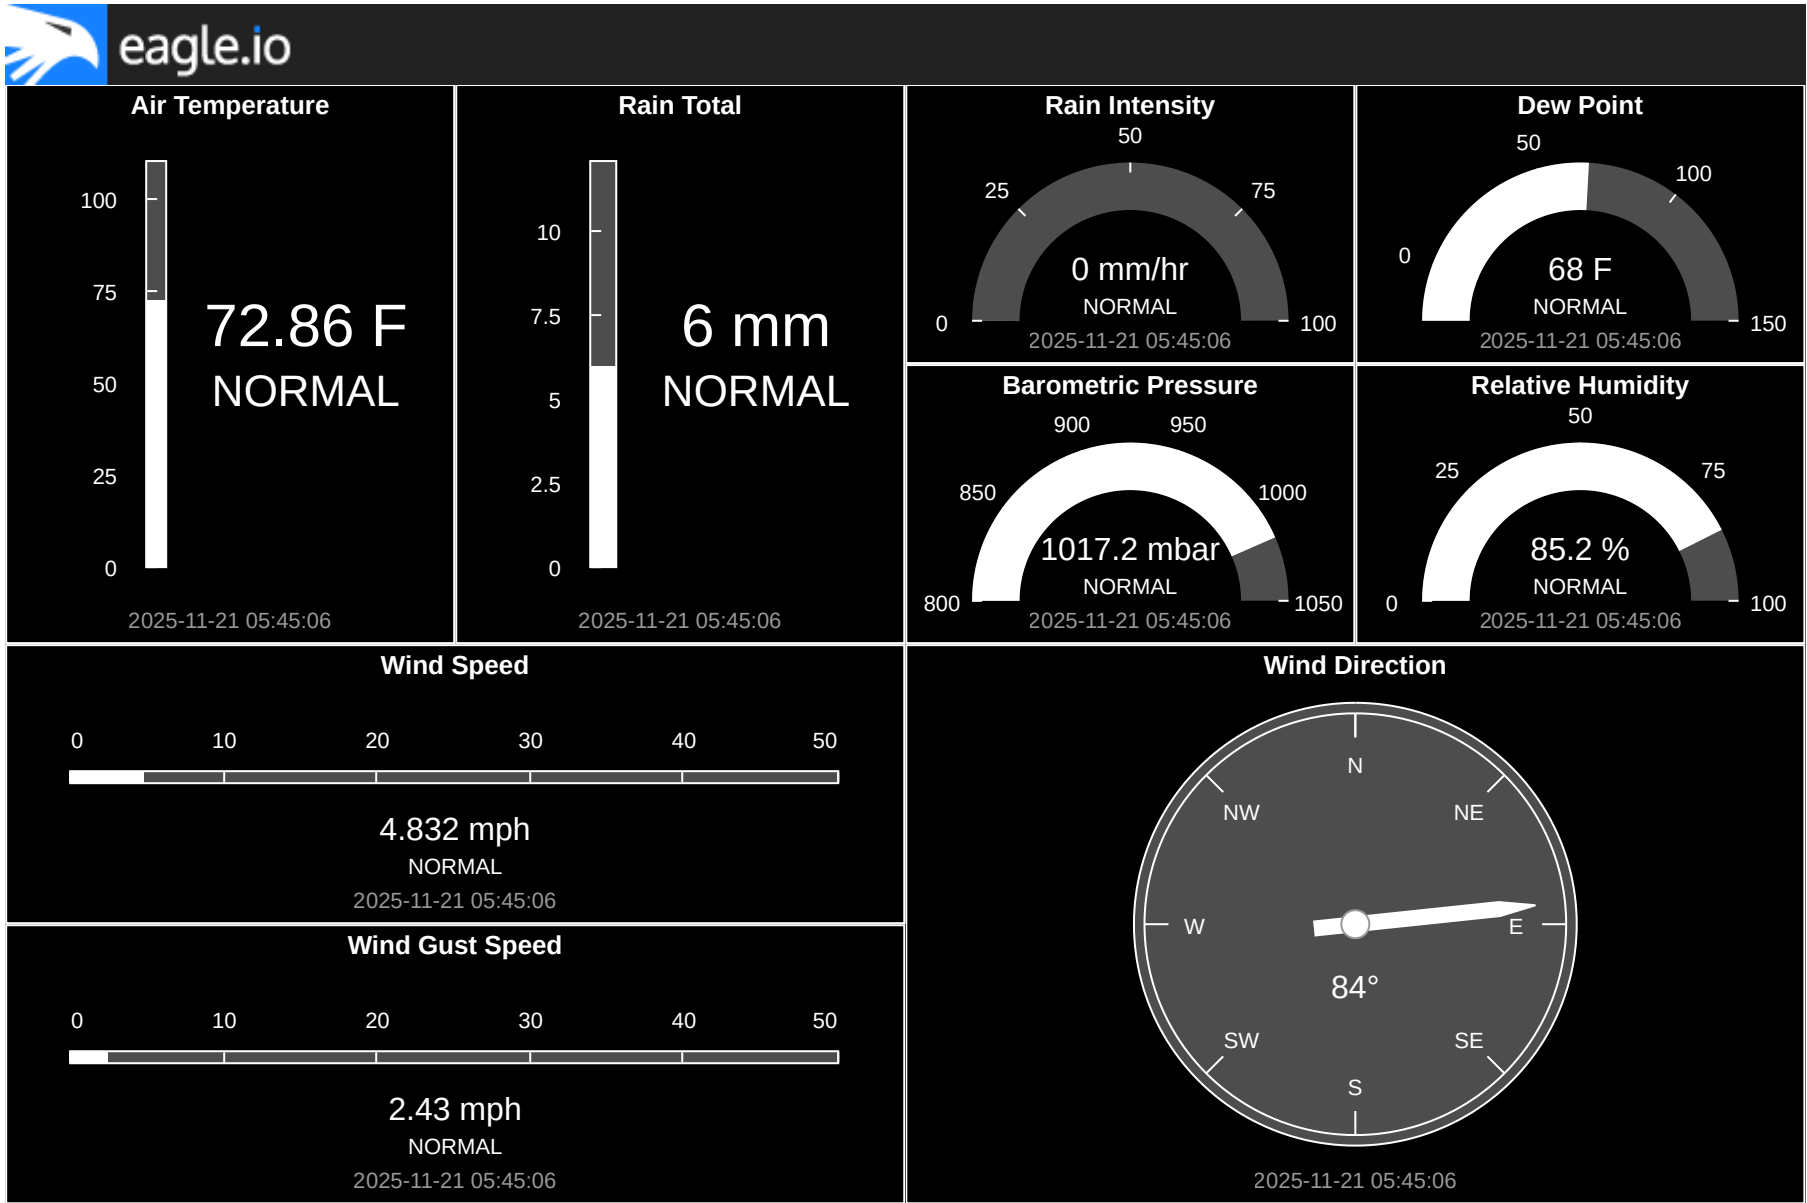 eagle.io
Air Temperature
100
75
50
25
0
72.86 F
NORMAL
2025-11-21 05:45:06
Rain Total
10
7.5
5
2.5
0
6 mm
NORMAL
2025-11-21 05:45:06
Rain Intensity
50
25
75
0
100
0 mm/hr
NORMAL
2025-11-21 05:45:06
Dew Point
50
100
0
150
68 F
NORMAL
2025-11-21 05:45:06
Barometric Pressure
900
950
850
1000
800
1050
1017.2 mbar
NORMAL
2025-11-21 05:45:06
Relative Humidity
50
25
75
0
100
85.2 %
NORMAL
2025-11-21 05:45:06
Wind Speed
0 10 20 30 40 50
4.832 mph
NORMAL
2025-11-21 05:45:06
Wind Gust Speed
0 10 20 30 40 50
2.43 mph
NORMAL
2025-11-21 05:45:06
Wind Direction
N
NW NE
W E
84°
SW SE
S
2025-11-21 05:45:06